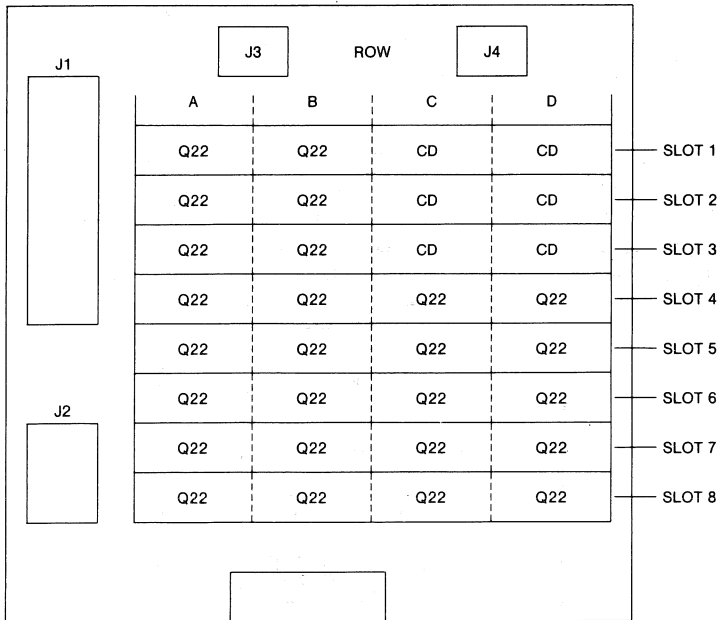 J3 ROW J4
J1
A B C D
Q22 Q22 CD CD SLOT 1
Q22 Q22 CD CD SLOT 2
Q22 Q22 CD CD SLOT 3
Q22 Q22 Q22 Q22 SLOT 4
Q22 Q22 Q22 Q22 SLOT 5
Q22 Q22 Q22 Q22 SLOT 6
J2
Q22 Q22 Q22 Q22 SLOT 7
Q22 Q22 Q22 Q22 SLOT 8